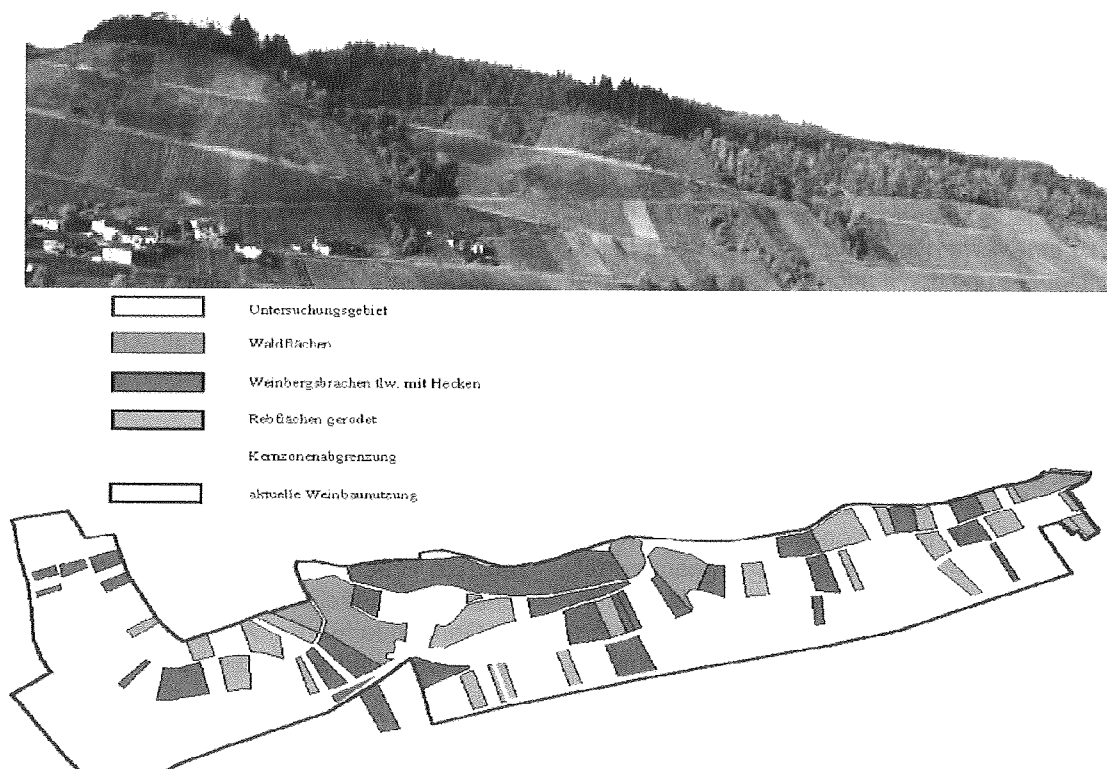 Untersuchungsgebiet
Waldflächen
Weinbergsbrachen tlw. mit Hecken
Rebflächen gerodet
Kernzonenabgrenzung
aktuelle Weinbaunutzung